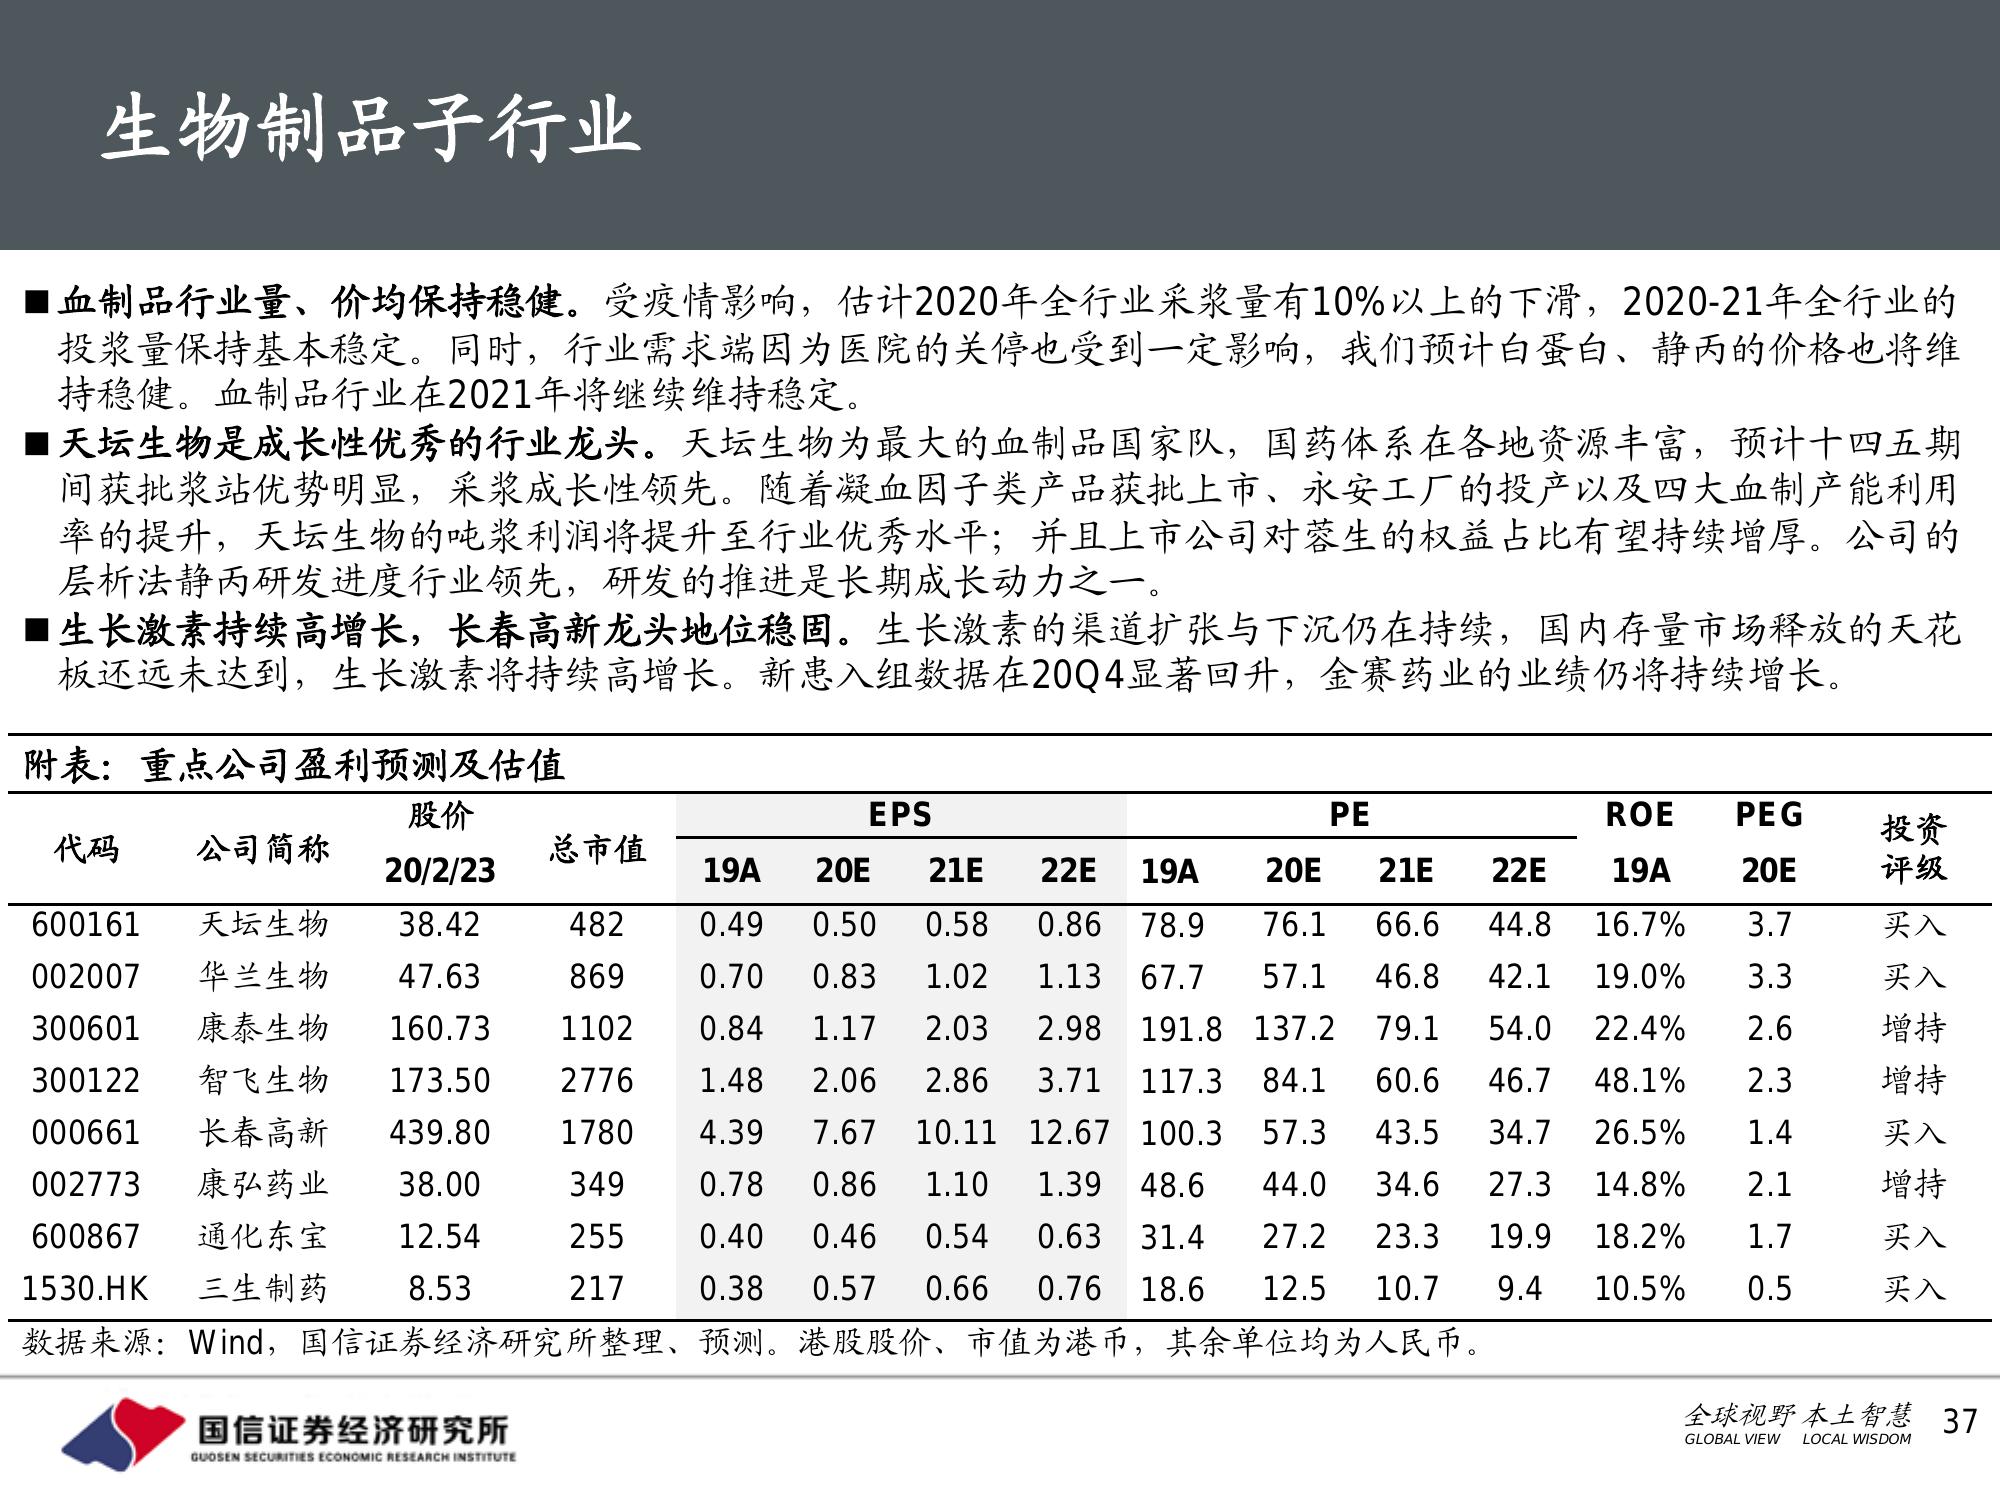 生物制品子行业
■血制品行业量、价均保持稳健。受疫情影响，估计2020年全行业采浆量有10%以上的下滑，2020-21年全行业的
投浆量保持基本稳定。同时，行业需求端因为医院的关停也受到一定影响，我们预计白蛋白、静丙的价格也将维
持稳健。血制品行业在2021年将继续维持稳定。
■天坛生物是成长性优秀的行业龙头。天坛生物为最大的血制品国家队，国药体系在各地资源丰富，预计十四五期
间获批浆站优势明显，采浆成长性领先。随着凝血因子类产品获批上市、永安工厂的投产以及四大血制产能利用
率的提升，天坛生物的吨浆利润将提升至行业优秀水平；并且上市公司对蓉生的权益占比有望持续增厚。公司的
层析法静丙研发进度行业领先，研发的推进是长期成长动力之一。
■生长激素持续高增长，长春高新龙头地位稳固。生长激素的渠道扩张与下沉仍在持续，国内存量市场释放的天花
板还远未达到，生长激素将持续高增长。新患入组数据在20Q4显著回升，金赛药业的业绩仍将持续增长。
附表：重点公司盈利预测及估值
代码 公司简称 股价 总市值 EPS PE ROE PEG 投资
20/2/23 19A 20E 21E 22E 19A 20E 21E 22E 19A 20E 评级
600161 天坛生物 38.42 482 0.49 0.50 0.58 0.86 78.9 76.1 66.6 44.8 16.7% 3.7 买入
002007 华兰生物 47.63 869 0.70 0.83 1.02 1.13 67.7 57.1 46.8 42.1 19.0% 3.3 买入
300601 康泰生物 160.73 1102 0.84 1.17 2.03 2.98 191.8 137.2 79.1 54.0 22.4% 2.6 增持
300122 智飞生物 173.50 2776 1.48 2.06 2.86 3.71 117.3 84.1 60.6 46.7 48.1% 2.3 增持
000661 长春高新 439.80 1780 4.39 7.67 10.11 12.67 100.3 57.3 43.5 34.7 26.5% 1.4 买入
002773 康弘药业 38.00 349 0.78 0.86 1.10 1.39 48.6 44.0 34.6 27.3 14.8% 2.1 增持
600867 通化东宝 12.54 255 0.40 0.46 0.54 0.63 31.4 27.2 23.3 19.9 18.2% 1.7 买入
1530.HK 三生制药 8.53 217 0.38 0.57 0.66 0.76 18.6 12.5 10.7 9.4 10.5% 0.5 买入
数据来源：Wind，国信证券经济研究所整理、预测。港股股价、市值为港币，其余单位均为人民币。
国信证券经济研究所
GUOSEN SECURITIES ECONOMIC RESEARCH INSTITUTE
全球视野 本土智慧
GLOBAL VIEW LOCAL WISDOM
37